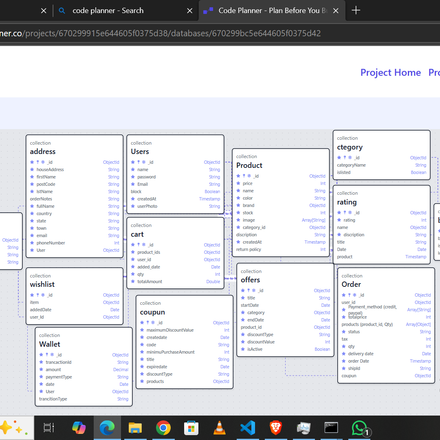 code planner - Search
Code Planner - Plan Before You B
ner.co/projects/670299915e644605f0375d38/databases/670299bc5e644605f0375d42
Project Home
collection
address
_id ObjectId
houseAddress String
firstName String
postCode String
lstName String
orderNotes String
fullName String
country String
state String
town String
email String
phoneNumber Int
User ObjectId
collection
Users
_id ObjectId
name String
password String
Email String
block Boolean
createdAt Timestamp
userPhoto String
collection
cart
_id ObjectId
product_ids ObjectId
user_id ObjectId
added_date Date
qty Int
totalAmount Double
collection
Product
_id ObjectId
price Int
name String
color String
brand ObjectId
stock Int
image Array[String]
category_id ObjectId
discription String
createdAt Timestamp
return policy Int
collection
ctegory
_id ObjectId
categoryName String
islisted Boolean
collection
rating
_id ObjectId
rating Int
name String
discription String
title String
Date Date
product Timestamp
ObjectId
String
String
String
collection
wishlist
_id ObjectId
item ObjectId
addedDate Date
user_id ObjectId
collection
Wallet
_id ObjectId
transactionId String
amount Decimal
paymentType String
date Date
User ObjectId
tranctitionType String
collection
coupun
_id ObjectId
maximumDiscountValue Int
createdate Date
code String
minimuPurchaseAmount Int
title String
expiredate Date
discountType String
products ObjectId
collection
offers
_id ObjectId
title String
startDate Date
category ObjectId
endDate Date
product_id ObjectId
discountType String
discountValue Int
isActive Boolean
collection
Order
_id ObjectId
user_id ObjectId
Payment_method (credit, paypal) Array[String]
totalprice Int
products (product_id, Qty) Array[Object]
status String
tax Int
qty Int
delivery date Date
order Date Date
shipId String
coupon ObjectId
1